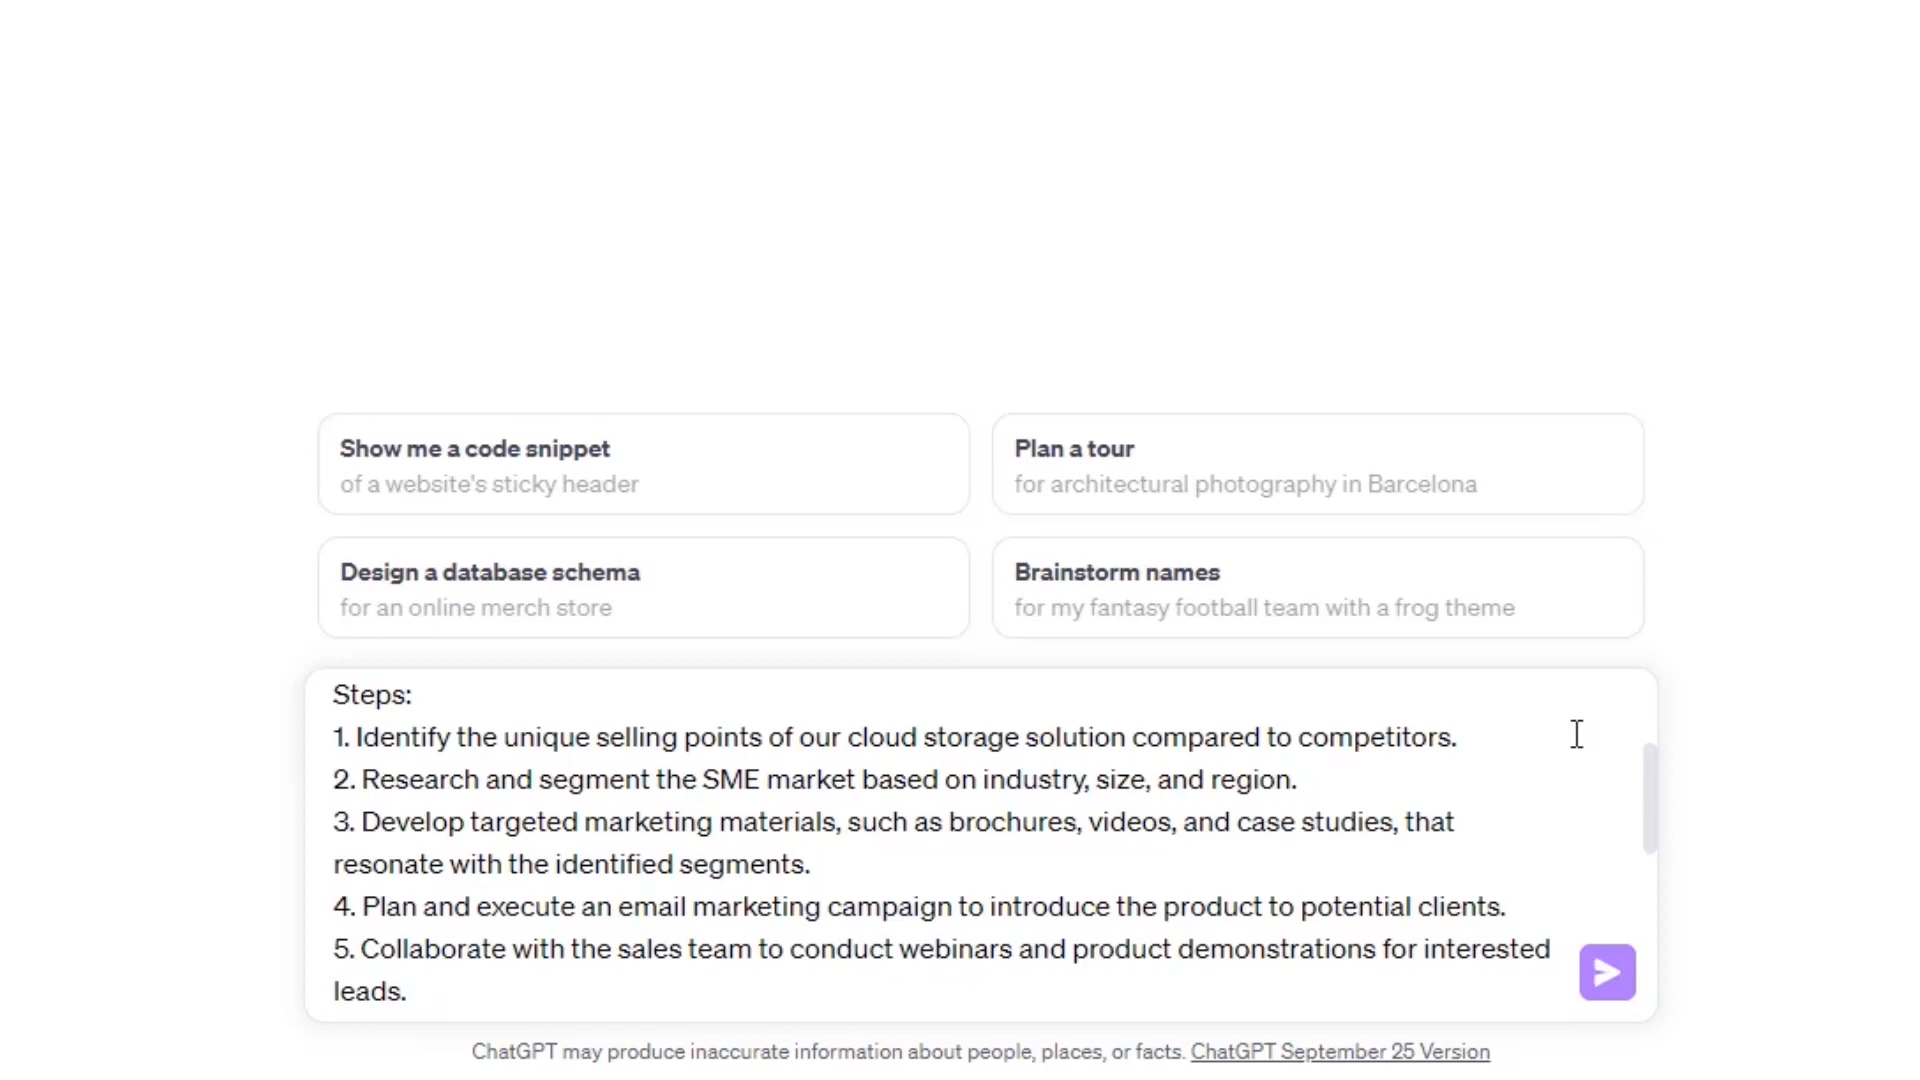 Show me a code snippet
of a website's sticky header
Plan a tour
for architectural photography in Barcelona
Design a database schema
for an online merch store
Brainstorm names
for my fantasy football team with a frog theme
Steps:
1. Identify the unique selling points of our cloud storage solution compared to competitors.
2. Research and segment the SME market based on industry, size, and region.
3. Develop targeted marketing materials, such as brochures, videos, and case studies, that
resonate with the identified segments.
4. Plan and execute an email marketing campaign to introduce the product to potential clients.
5. Collaborate with the sales team to conduct webinars and product demonstrations for interested
leads.
ChatGPT may produce inaccurate information about people, places, or facts. ChatGPT September 25 Version